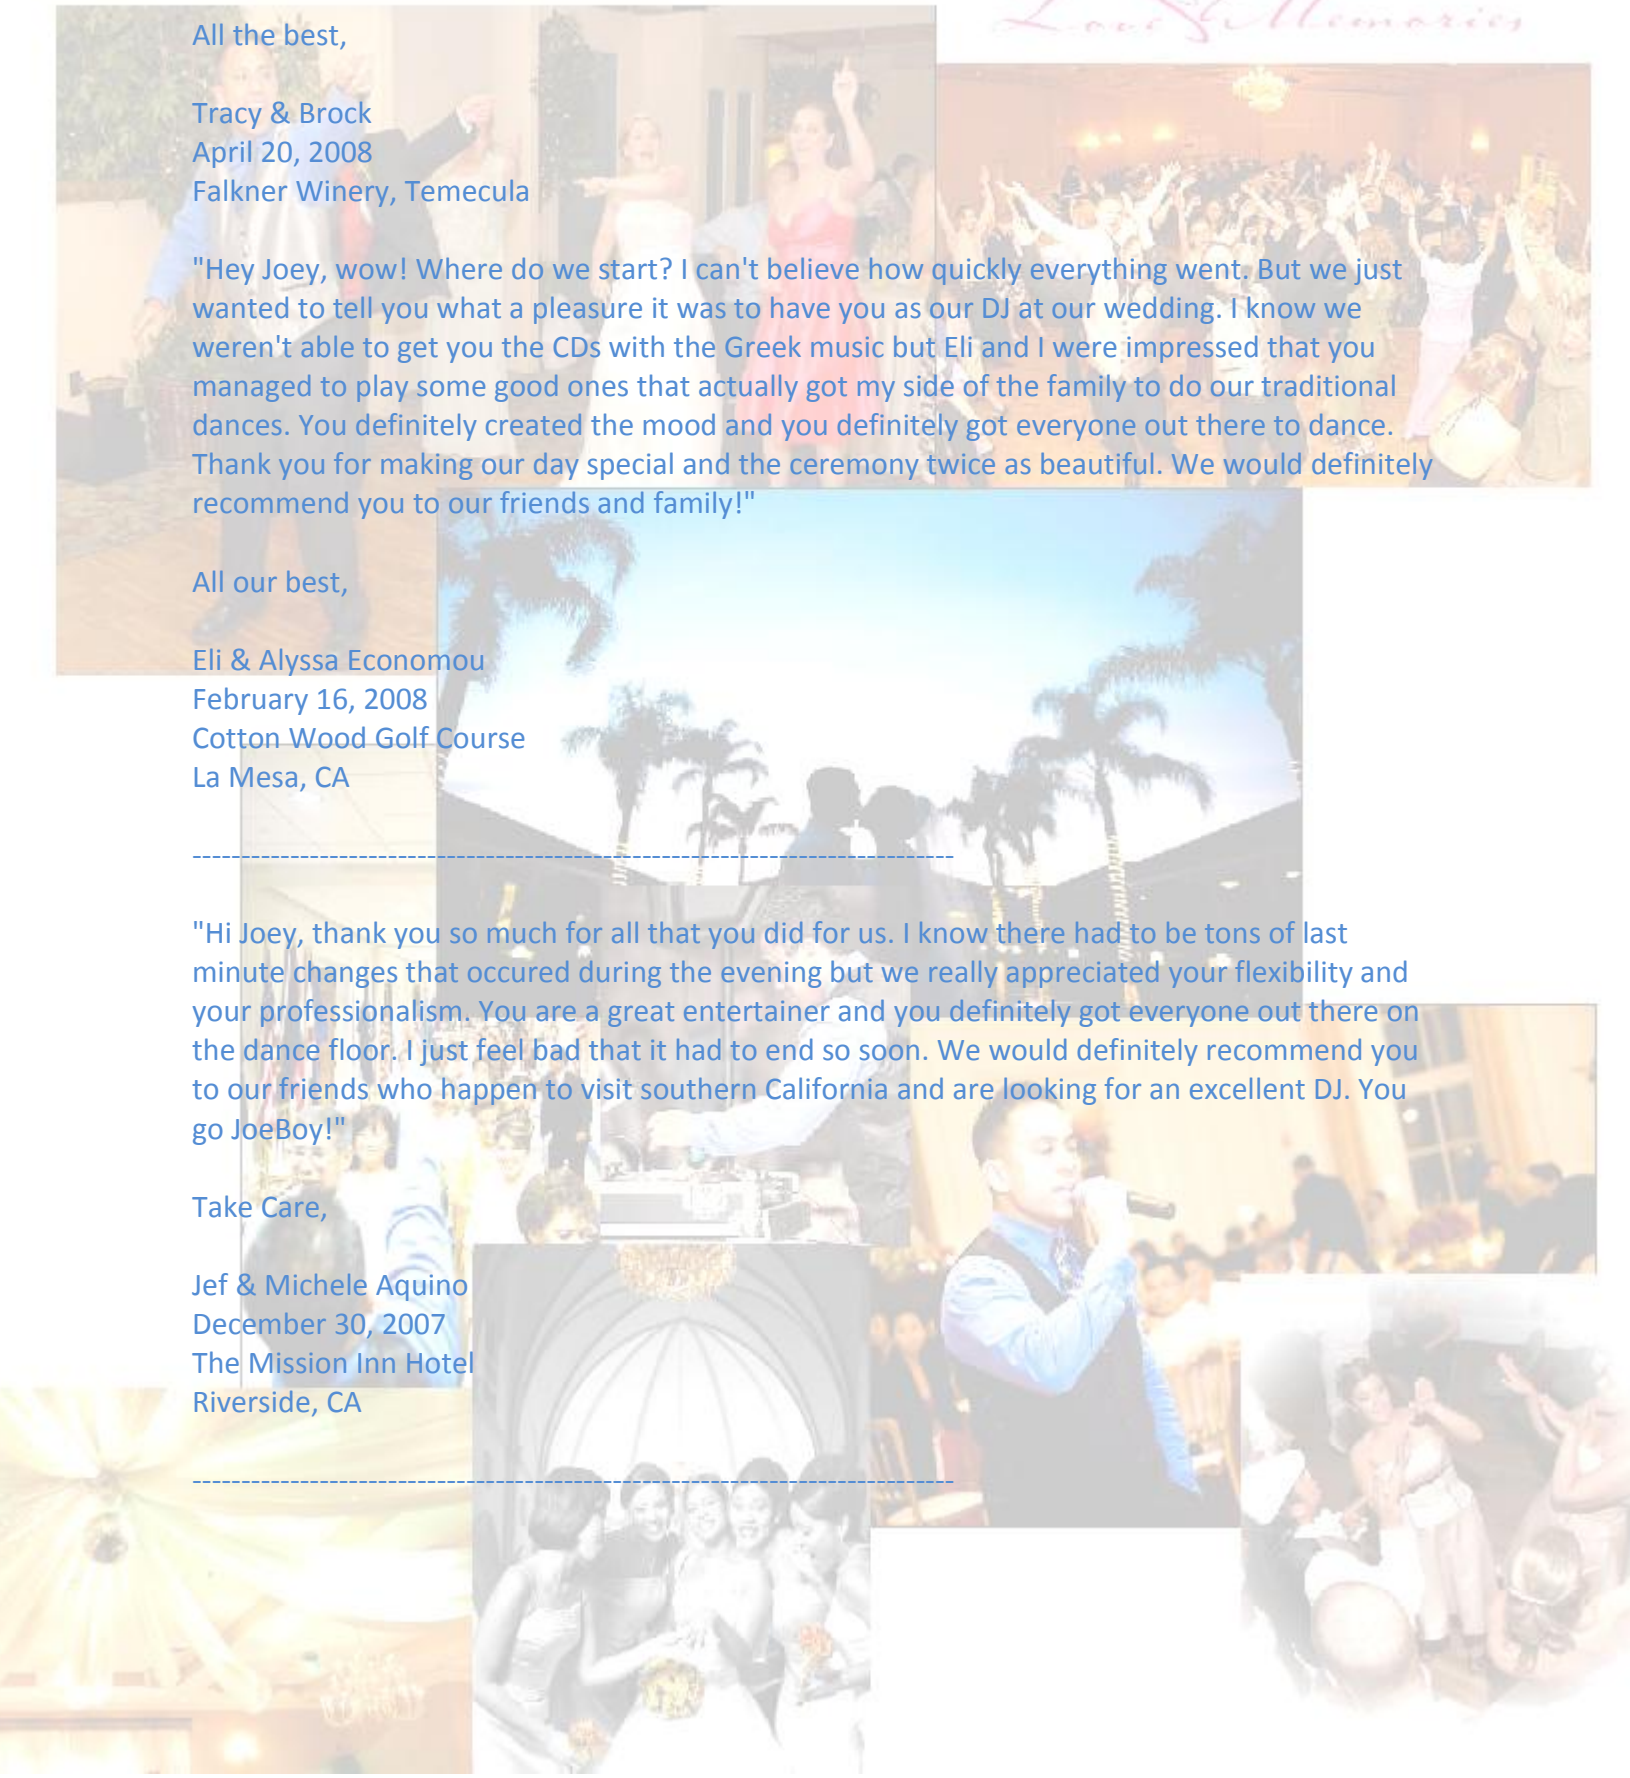 Love & Memories
All the best,
Tracy & Brock
April 20, 2008
Falkner Winery, Temecula
"Hey Joey, wow! Where do we start? I can't believe how quickly everything went. But we just
wanted to tell you what a pleasure it was to have you as our DJ at our wedding. I know we
weren't able to get you the CDs with the Greek music but Eli and I were impressed that you
managed to play some good ones that actually got my side of the family to do our traditional
dances. You definitely created the mood and you definitely got everyone out there to dance.
Thank you for making our day special and the ceremony twice as beautiful. We would definitely
recommend you to our friends and family!"
All our best,
Eli & Alyssa Economou
February 16, 2008
Cotton Wood Golf Course
La Mesa, CA
------------------------------------------------------------------------------
"Hi Joey, thank you so much for all that you did for us. I know there had to be tons of last
minute changes that occured during the evening but we really appreciated your flexibility and
your professionalism. You are a great entertainer and you definitely got everyone out there on
the dance floor. I just feel bad that it had to end so soon. We would definitely recommend you
to our friends who happen to visit southern California and are looking for an excellent DJ. You
go JoeBoy!"
Take Care,
Jef & Michele Aquino
December 30, 2007
The Mission Inn Hotel
Riverside, CA
------------------------------------------------------------------------------